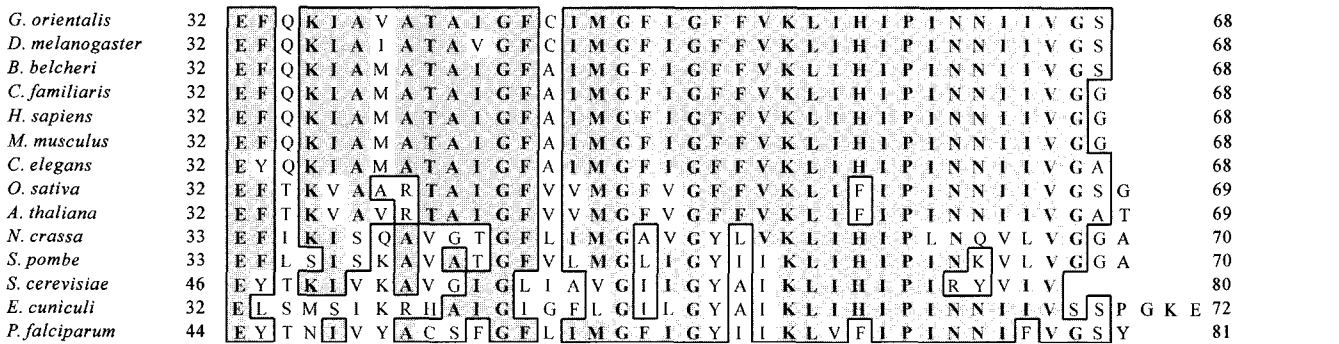 G. orientalis 32 E F Q K I A V A T A I G F C I M G F I G F F V K L I H I P I N N I I V G S 68
D. melanogaster 32 E F Q K I A I A T A V G F C I M G F I G F F V K L I H I P I N N I I V G S 68
B. belcheri 32 E F Q K I A M A T A I G F A I M G F I G F F V K L I H I P I N N I I V G S 68
C. familiaris 32 E F Q K I A M A T A I G F A I M G F I G F F V K L I H I P I N N I I V G G 68
H. sapiens 32 E F Q K I A M A T A I G F A I M G F I G F F V K L I H I P I N N I I V G G 68
M. musculus 32 E F Q K I A M A T A I G F A I M G F I G F F V K L I H I P I N N I I V G G 68
C. elegans 32 E Y Q K I A M A T A I G F A I M G F I G F F V K L I H I P I N N I I V G A 68
O. sativa 32 E F T K V A A R T A I G F V V M G F V G F F V K L I F I P I N N I I V G S G 69
A. thaliana 32 E F T K V A V R T A I G F V V M G F V G F F V K L I F I P I N N I I V G A T 69
N. crassa 33 E F I K I S Q A V G T G F L I M G A V G Y L V K L I H I P L N Q V L V G G A 70
S. pombe 33 E F L S I S K A V A T G F V L M G L I G Y I I K L I H I P I N K V L V G G A 70
S. cerevisiae 46 E Y T K I V K A V G I G L I A V G I I G Y A I K L I H I P I R Y V I V 80
E. cuniculi 32 E L S M S I K R H A I G I G F L G I L G Y A I K L I H I P I N N I I V S S P G K E 72
P. falciparum 44 E Y T N I V Y A C S F G F L I M G F I G Y I I K L V F I P I N N I F V G S Y 81